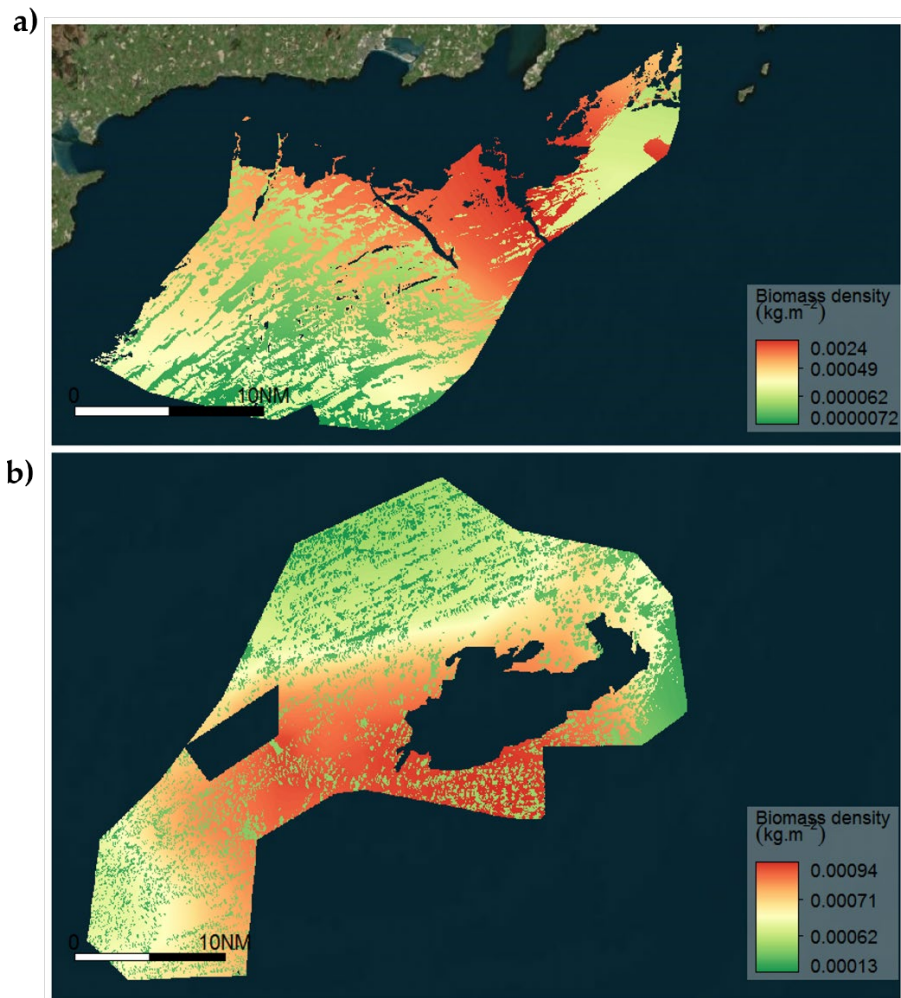 a)
Biomass density
(kg.m⁻²)
0.0024
0.00049
0.000062
0.0000072
0
10NM
b)
Biomass density
(kg.m⁻²)
0.00094
0.00071
0.00062
0.00013
0
10NM